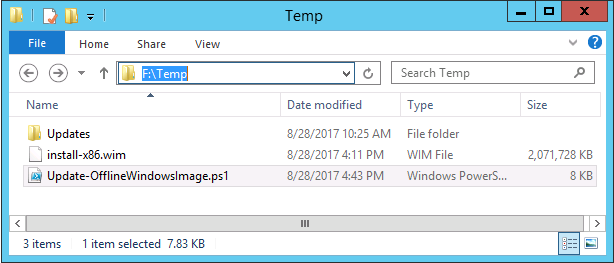 Temp
File Home Share View
F:\Temp Search Temp
Name Date modified Type Size
Updates 8/28/2017 10:25 AM File folder
install-x86.wim 8/28/2017 4:11 PM WIM File 2,071,728 KB
Update-OfflineWindowsImage.ps1 8/28/2017 4:43 PM Windows PowerS... 8 KB
3 items 1 item selected 7.83 KB